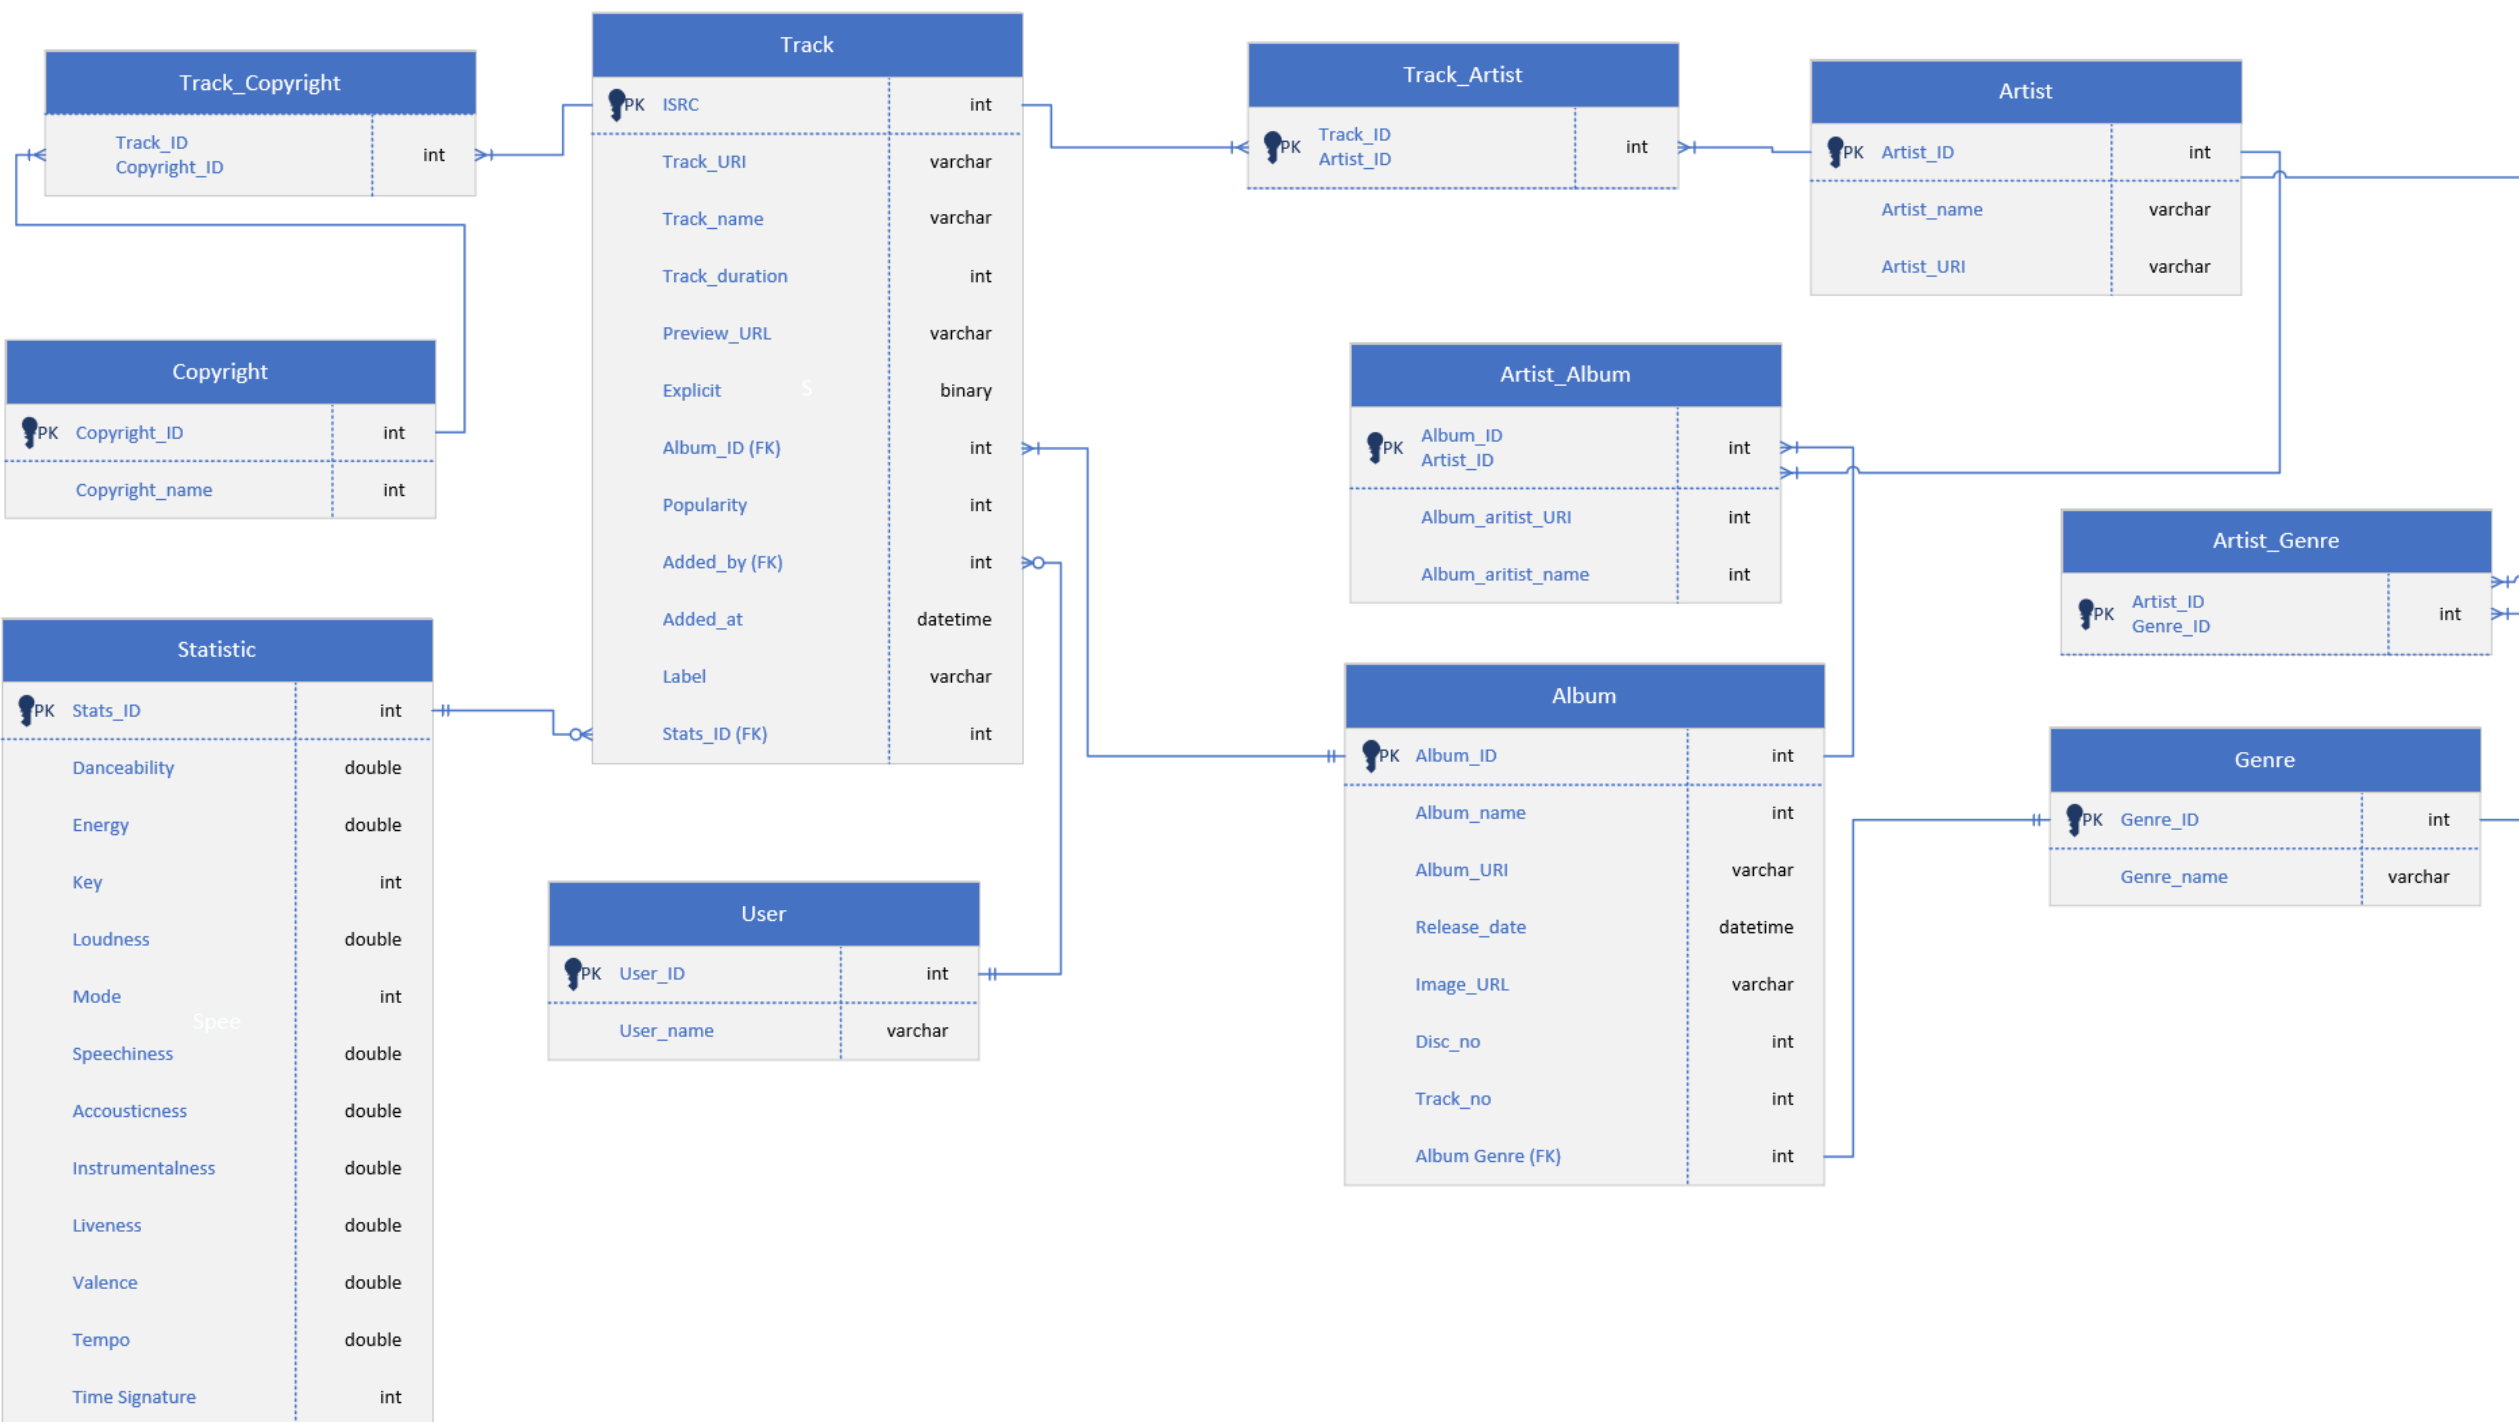 Track_Copyright
Track_ID
Copyright_ID
int
Copyright
PK Copyright_ID int
Copyright_name int
Statistic
PK Stats_ID int
Danceability double
Energy double
Key int
Loudness double
Mode int
Spee
Speechiness double
Accousticness double
Instrumentalness double
Liveness double
Valence double
Tempo double
Time Signature int
Track
PK ISRC int
Track_URI varchar
Track_name varchar
Track_duration int
Preview_URL varchar
Explicit S binary
Album_ID (FK) int
Popularity int
Added_by (FK) int
Added_at datetime
Label varchar
Stats_ID (FK) int
User
PK User_ID int
User_name varchar
Track_Artist
PK
Track_ID
Artist_ID
int
Artist
PK Artist_ID int
Artist_name varchar
Artist_URI varchar
Artist_Album
PK
Album_ID
Artist_ID
int
Album_aritist_URI int
Album_aritist_name int
Album
PK Album_ID int
Album_name int
Album_URI varchar
Release_date datetime
Image_URL varchar
Disc_no int
Track_no int
Album Genre (FK) int
Artist_Genre
PK
Artist_ID
Genre_ID
int
Genre
PK Genre_ID int
Genre_name varchar